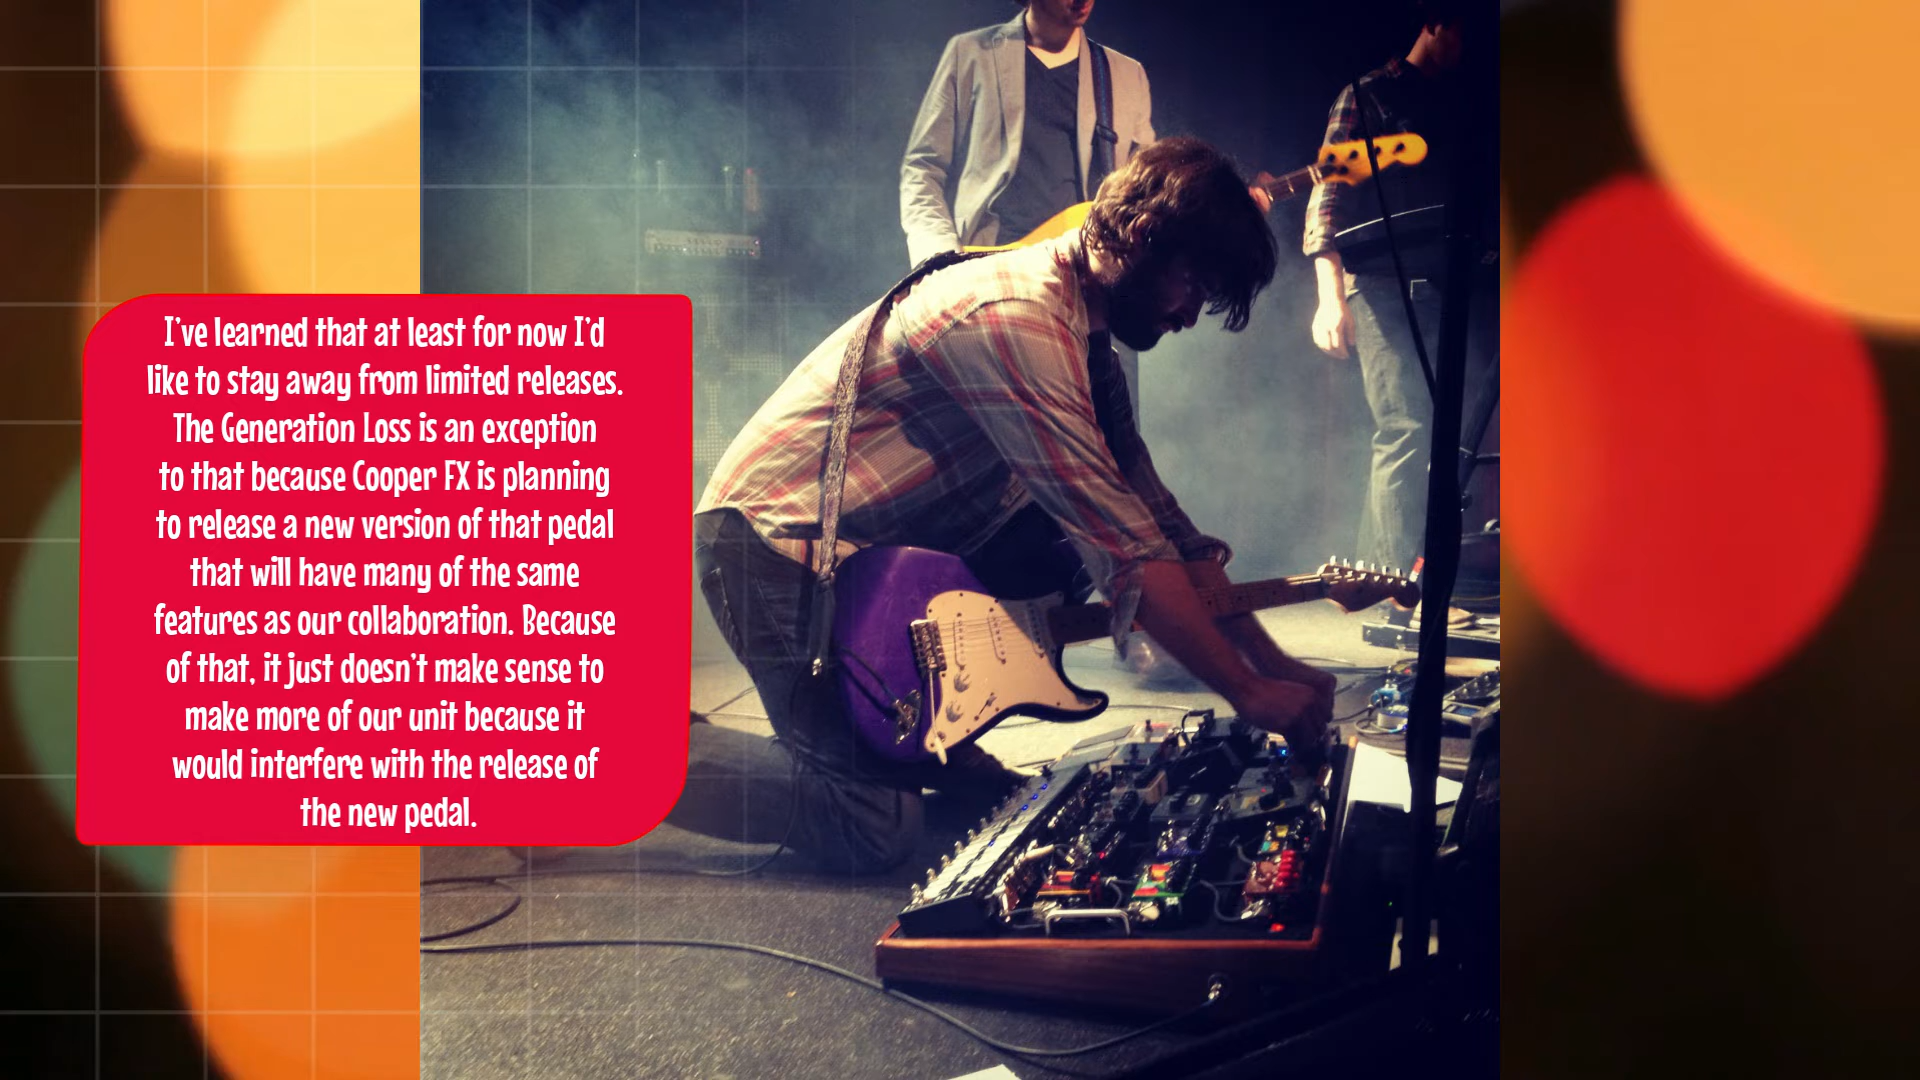 I've learned that at least for now I'd
like to stay away from limited releases.
The Generation Loss is an exception
to that because Cooper FX is planning
to release a new version of that pedal
that will have many of the same
features as our collaboration. Because
of that, it just doesn't make sense to
make more of our unit because it
would interfere with the release of
the new pedal.